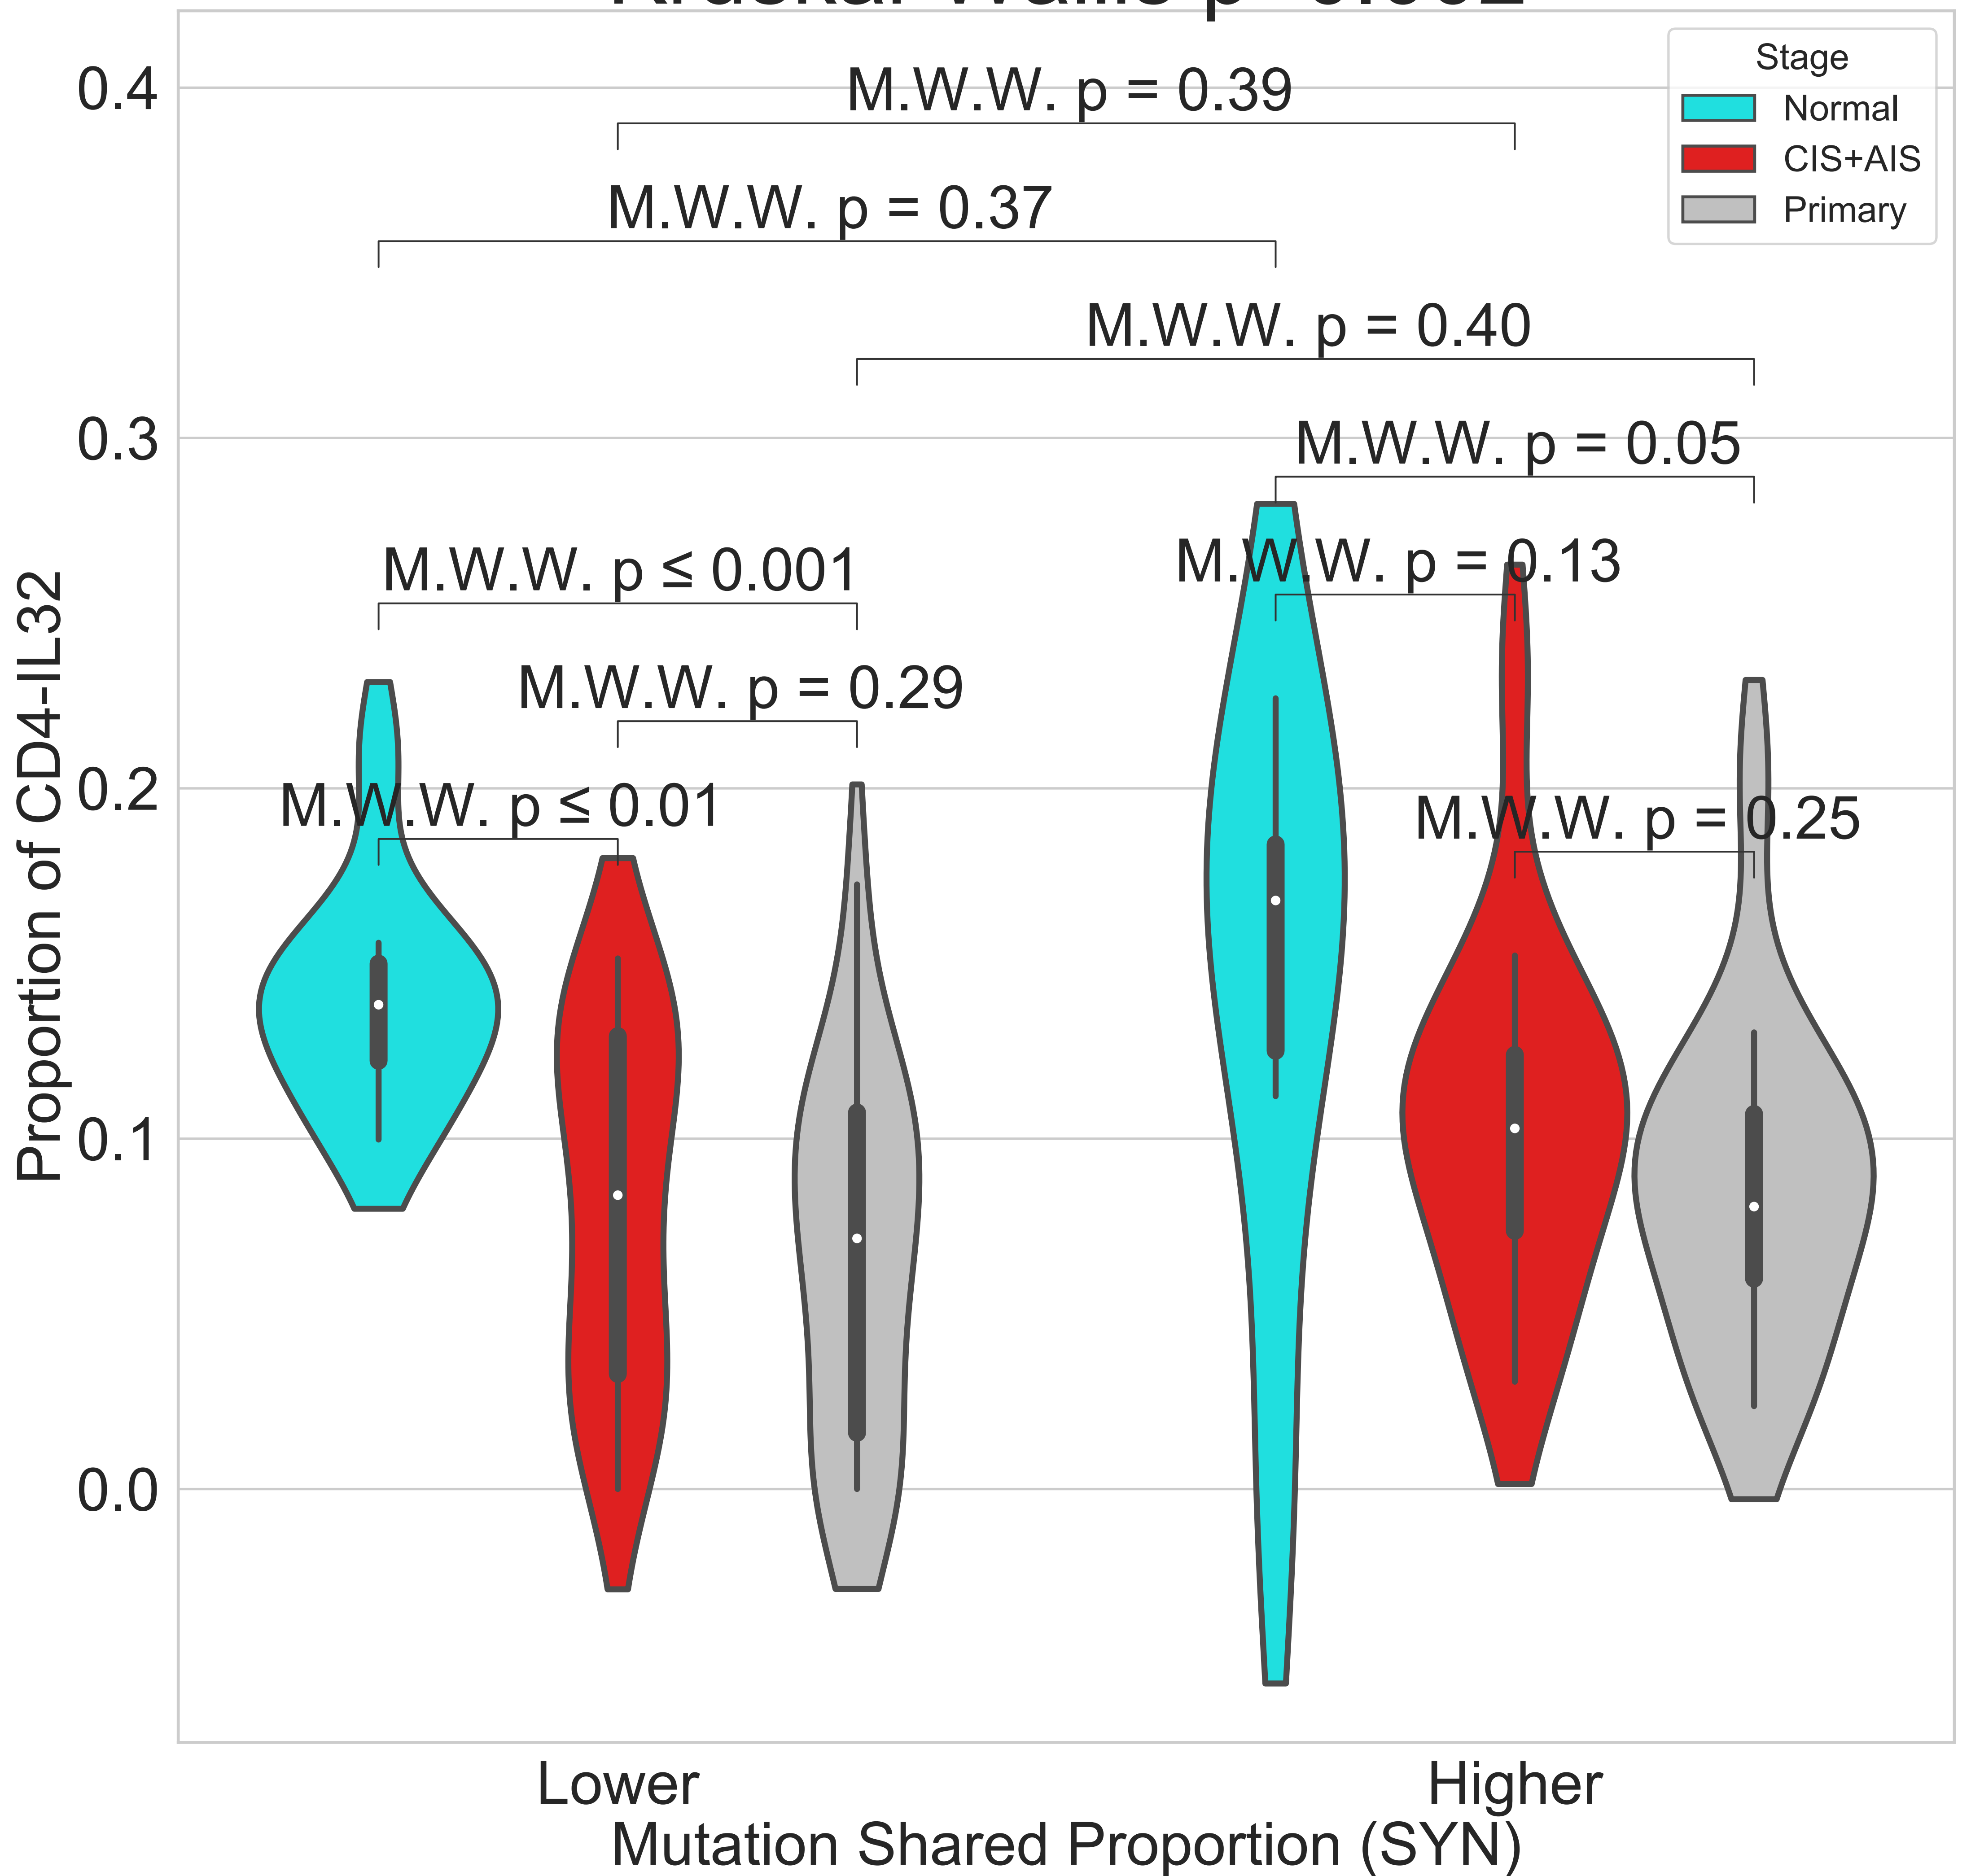 Stage
Normal
CIS+AIS
Primary
M.W.W. p = 0.39
M.W.W. p = 0.37
M.W.W. p = 0.40
M.W.W. p = 0.05
M.W.W. p = 0.13
M.W.W. p ≤ 0.001
M.W.W. p = 0.29
M.W.W. p ≤ 0.01
M.W.W. p = 0.25
0.4
0.3
0.2
0.1
0.0
Proportion of CD4-IL32
Lower
Higher
Mutation Shared Proportion (SYN)